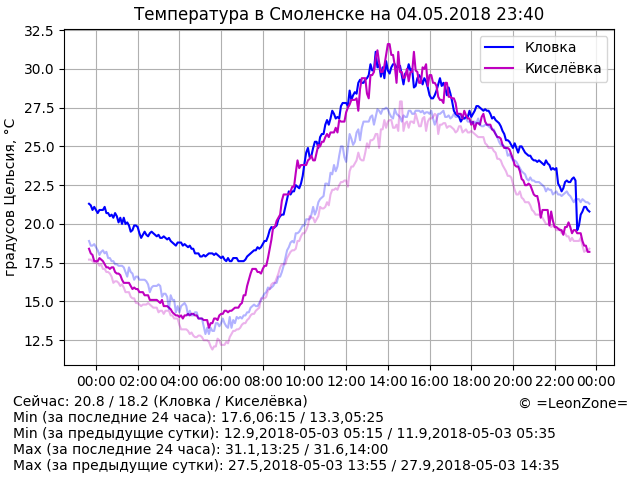 Температура в Смоленске на 04.05.2018 23:40
градусов Цельсия, °C
32.5
30.0
27.5
25.0
22.5
20.0
17.5
15.0
12.5
Кловка
Киселёвка
00:00 02:00 04:00 06:00 08:00 10:00 12:00 14:00 16:00 18:00 20:00 22:00 00:00
Сейчас: 20.8 / 18.2 (Кловка / Киселёвка)
© =LeonZone=
Min (за последние 24 часа): 17.6,06:15 / 13.3,05:25
Min (за предыдущие сутки): 12.9,2018-05-03 05:15 / 11.9,2018-05-03 05:35
Max (за последние 24 часа): 31.1,13:25 / 31.6,14:00
Max (за предыдущие сутки): 27.5,2018-05-03 13:55 / 27.9,2018-05-03 14:35